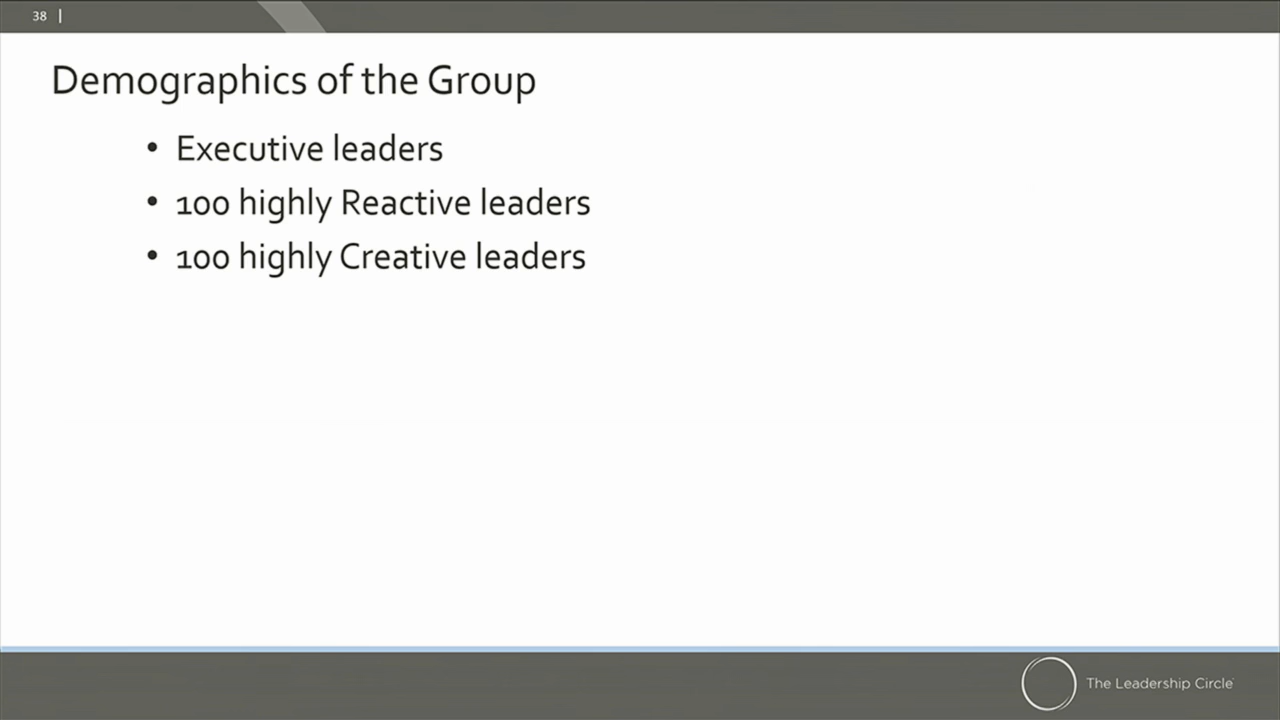 38 |
Demographics of the Group
• Executive leaders
• 100 highly Reactive leaders
• 100 highly Creative leaders
The Leadership Circle